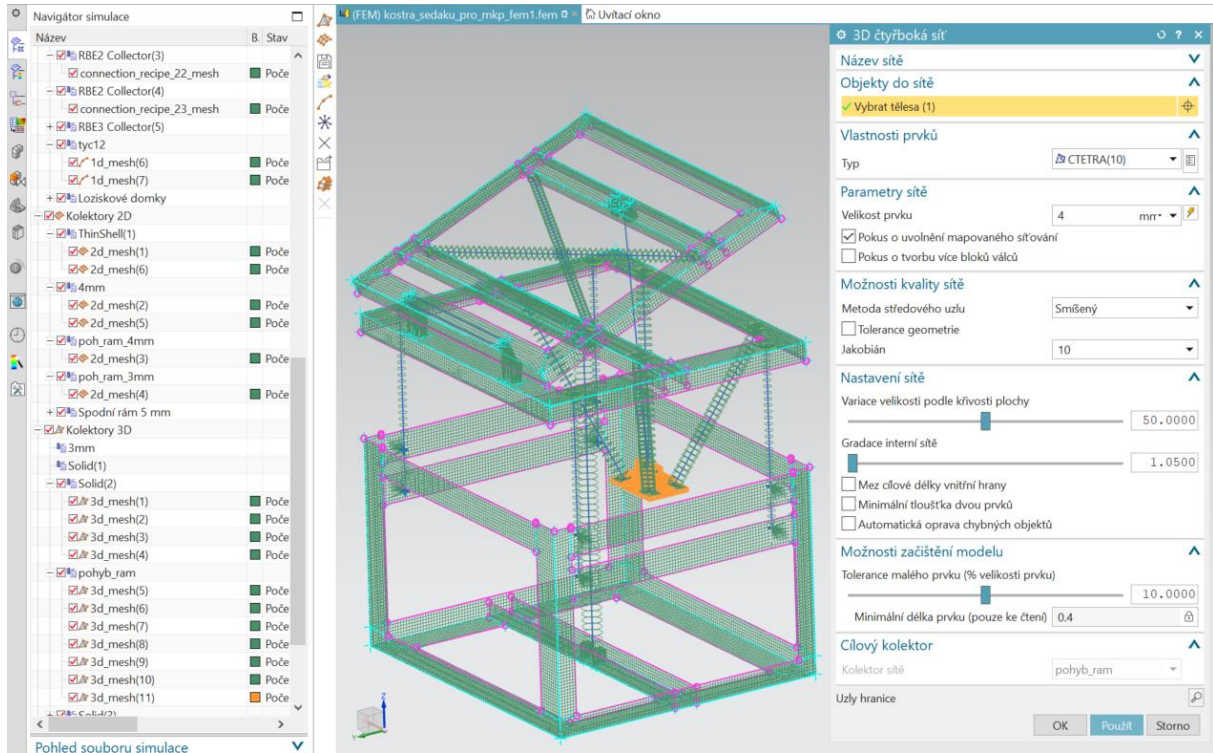 Navigátor simulace
Název B. Stav
RBE2 Collector(3)
connection_recipe_22_mesh Poče
RBE2 Collector(4)
connection_recipe_23_mesh Poče
RBE3 Collector(5)
tyc12
1d_mesh(6) Poče
1d_mesh(7) Poče
Loziskové domky
Kolektory 2D
ThinShell(1)
2d_mesh(1) Poče
2d_mesh(6) Poče
4mm
2d_mesh(2) Poče
2d_mesh(5) Poče
poh_ram_4mm
2d_mesh(3) Poče
poh_ram_3mm
2d_mesh(4) Poče
Spodní rám 5 mm
Kolektory 3D
3mm
Solid(1)
Solid(2)
3d_mesh(1) Poče
3d_mesh(2) Poče
3d_mesh(3) Poče
3d_mesh(4) Poče
pohyb_ram
3d_mesh(5) Poče
3d_mesh(6) Poče
3d_mesh(7) Poče
3d_mesh(8) Poče
3d_mesh(9) Poče
3d_mesh(10) Poče
3d_mesh(11) Poče
Solid(3)
Pohled souboru simulace
(FEM) kostra_sedaku_pro_mkp_fem1.fem
Uvítací okno
Z
Y
3D čtyřboká síť
Název sítě
Objekty do sítě
Vybrat tělesa (1)
Vlastnosti prvků
Typ CTETRA(10)
Parametry sítě
Velikost prvku 4 mm
Pokus o uvolnění mapovaného síťování
Pokus o tvorbu více bloků válců
Možnosti kvality sítě
Metoda středového uzlu Smíšený
Tolerance geometrie
Jakobián 10
Nastavení sítě
Variace velikosti podle křivosti plochy
50.0000
Gradace interní sítě
1.0500
Mez cílové délky vnitřní hrany
Minimální tloušťka dvou prvků
Automatická oprava chybných objektů
Možnosti začištění modelu
Tolerance malého prvku (% velikosti prvku)
10.0000
Minimální délka prvku (pouze ke čtení) 0.4
Cílový kolektor
Kolektor sítě pohyb_ram
Uzly hranice
OK Použít Storno